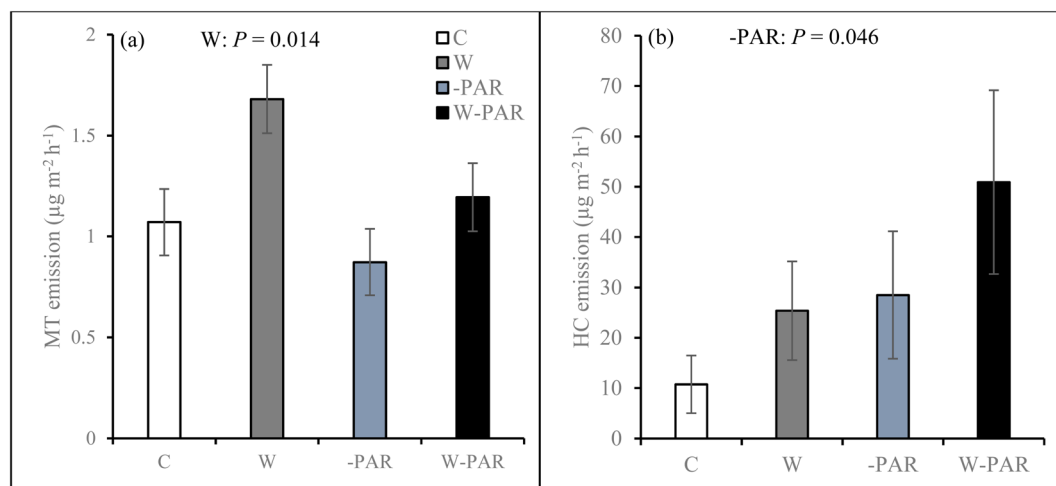 (a) W: P = 0.014
C
W
-PAR
W-PAR
MT emission (µg m⁻² h⁻¹)
2
1.5
1
0.5
0
C W -PAR W-PAR
(b) -PAR: P = 0.046
HC emission (µg m⁻² h⁻¹)
80
70
60
50
40
30
20
10
0
C W -PAR W-PAR